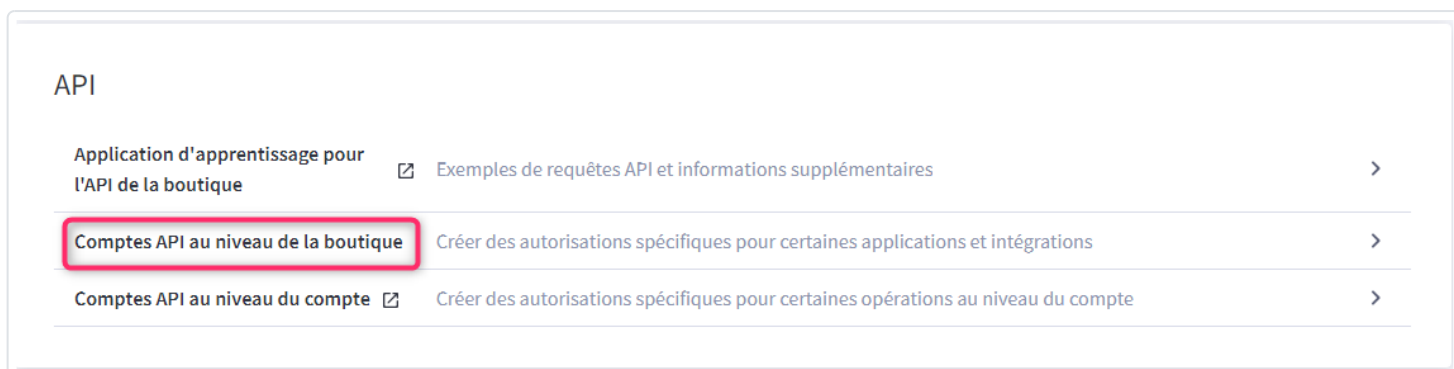 API
Application d'apprentissage pour
l'API de la boutique
Exemples de requêtes API et informations supplémentaires
Comptes API au niveau de la boutique
Créer des autorisations spécifiques pour certaines applications et intégrations
Comptes API au niveau du compte
Créer des autorisations spécifiques pour certaines opérations au niveau du compte